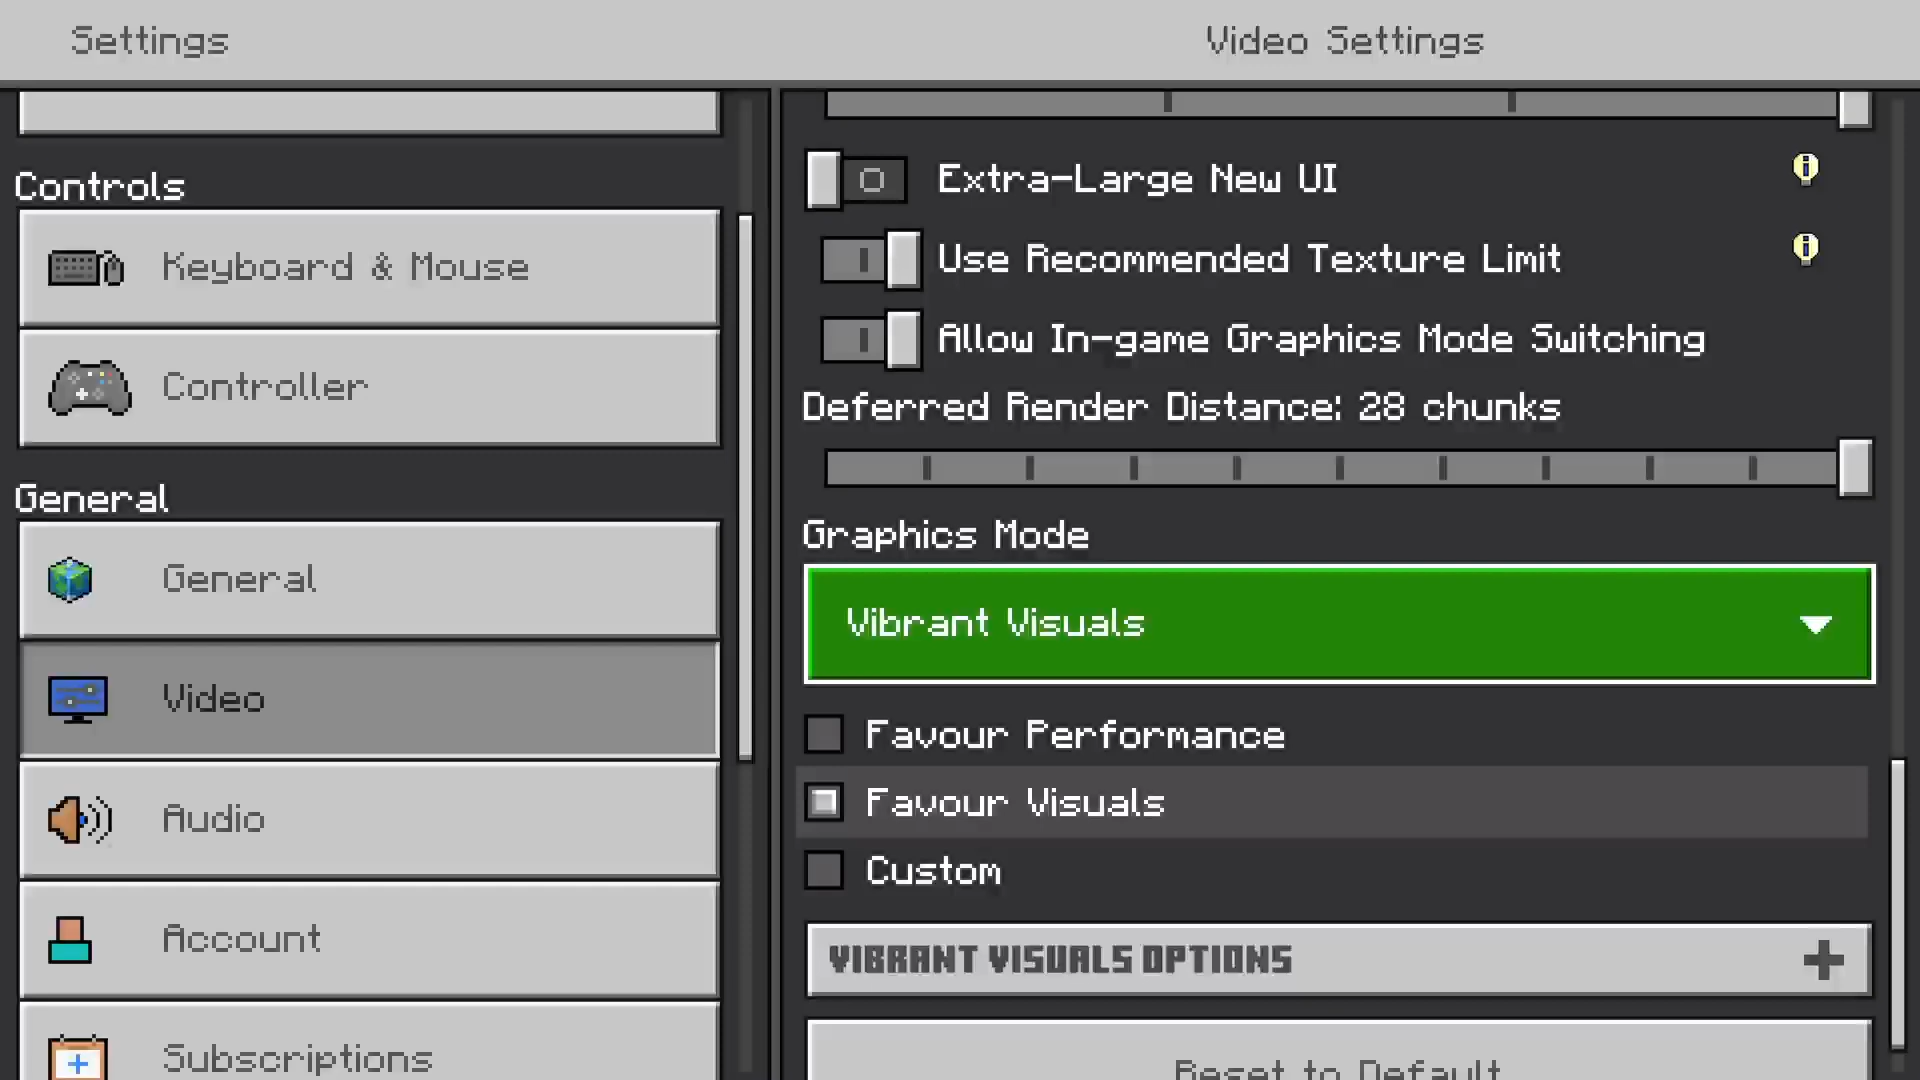 Settings
Video Settings
Controls
Keyboard & Mouse
Controller
General
General
Video
Audio
Account
Subscriptions
Extra-Large New UI
Use Recommended Texture Limit
Allow In-game Graphics Mode Switching
Deferred Render Distance: 28 chunks
Graphics Mode
Vibrant Visuals
Favour Performance
Favour Visuals
Custom
VIBRANT VISUALS OPTIONS
Reset to Default